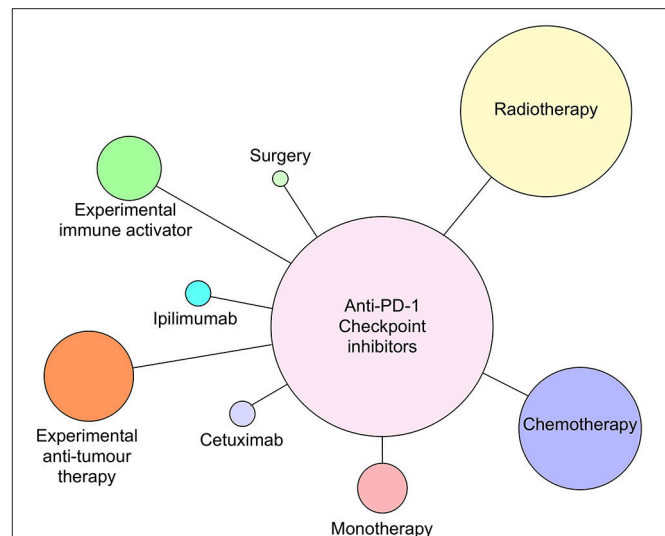 Radiotherapy
Surgery
Experimental
immune activator
Anti-PD-1
Checkpoint
inhibitors
Ipilimumab
Chemotherapy
Experimental
anti-tumour
therapy
Cetuximab
Monotherapy